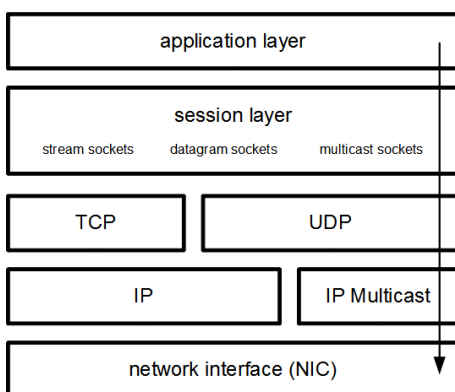 application layer
session layer
stream sockets datagram sockets multicast sockets
TCP UDP
IP IP Multicast
network interface (NIC)